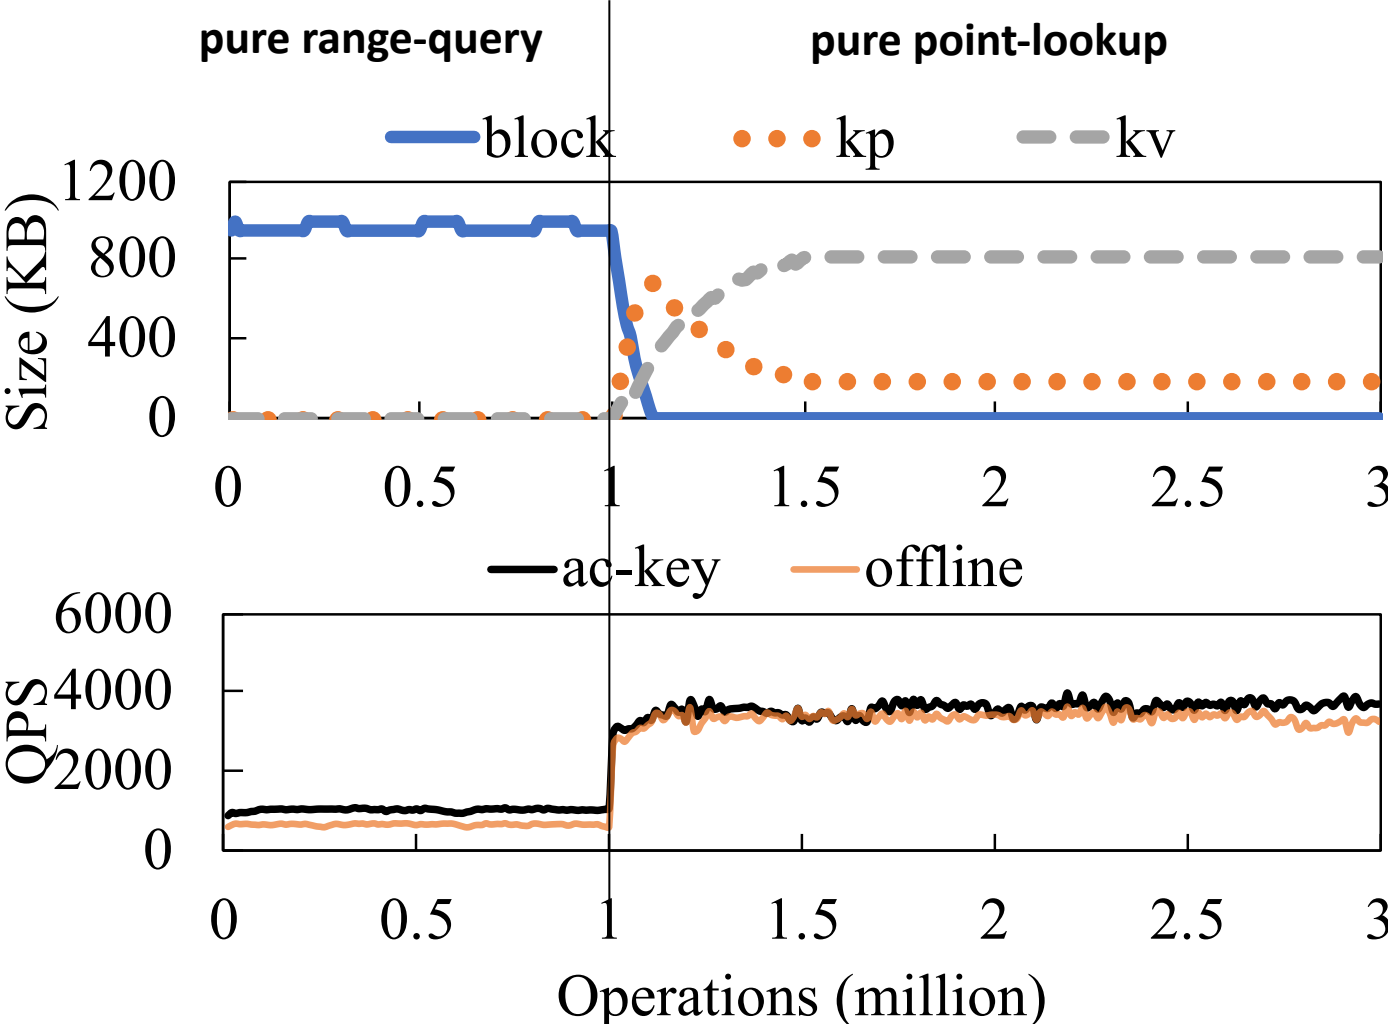 pure range-query pure point-lookup
block kp kv
Size (KB)
1200
800
400
0
0 0.5 1 1.5 2 2.5 3
ac-key offline
QPS
6000
4000
2000
0
0 0.5 1 1.5 2 2.5 3
Operations (million)